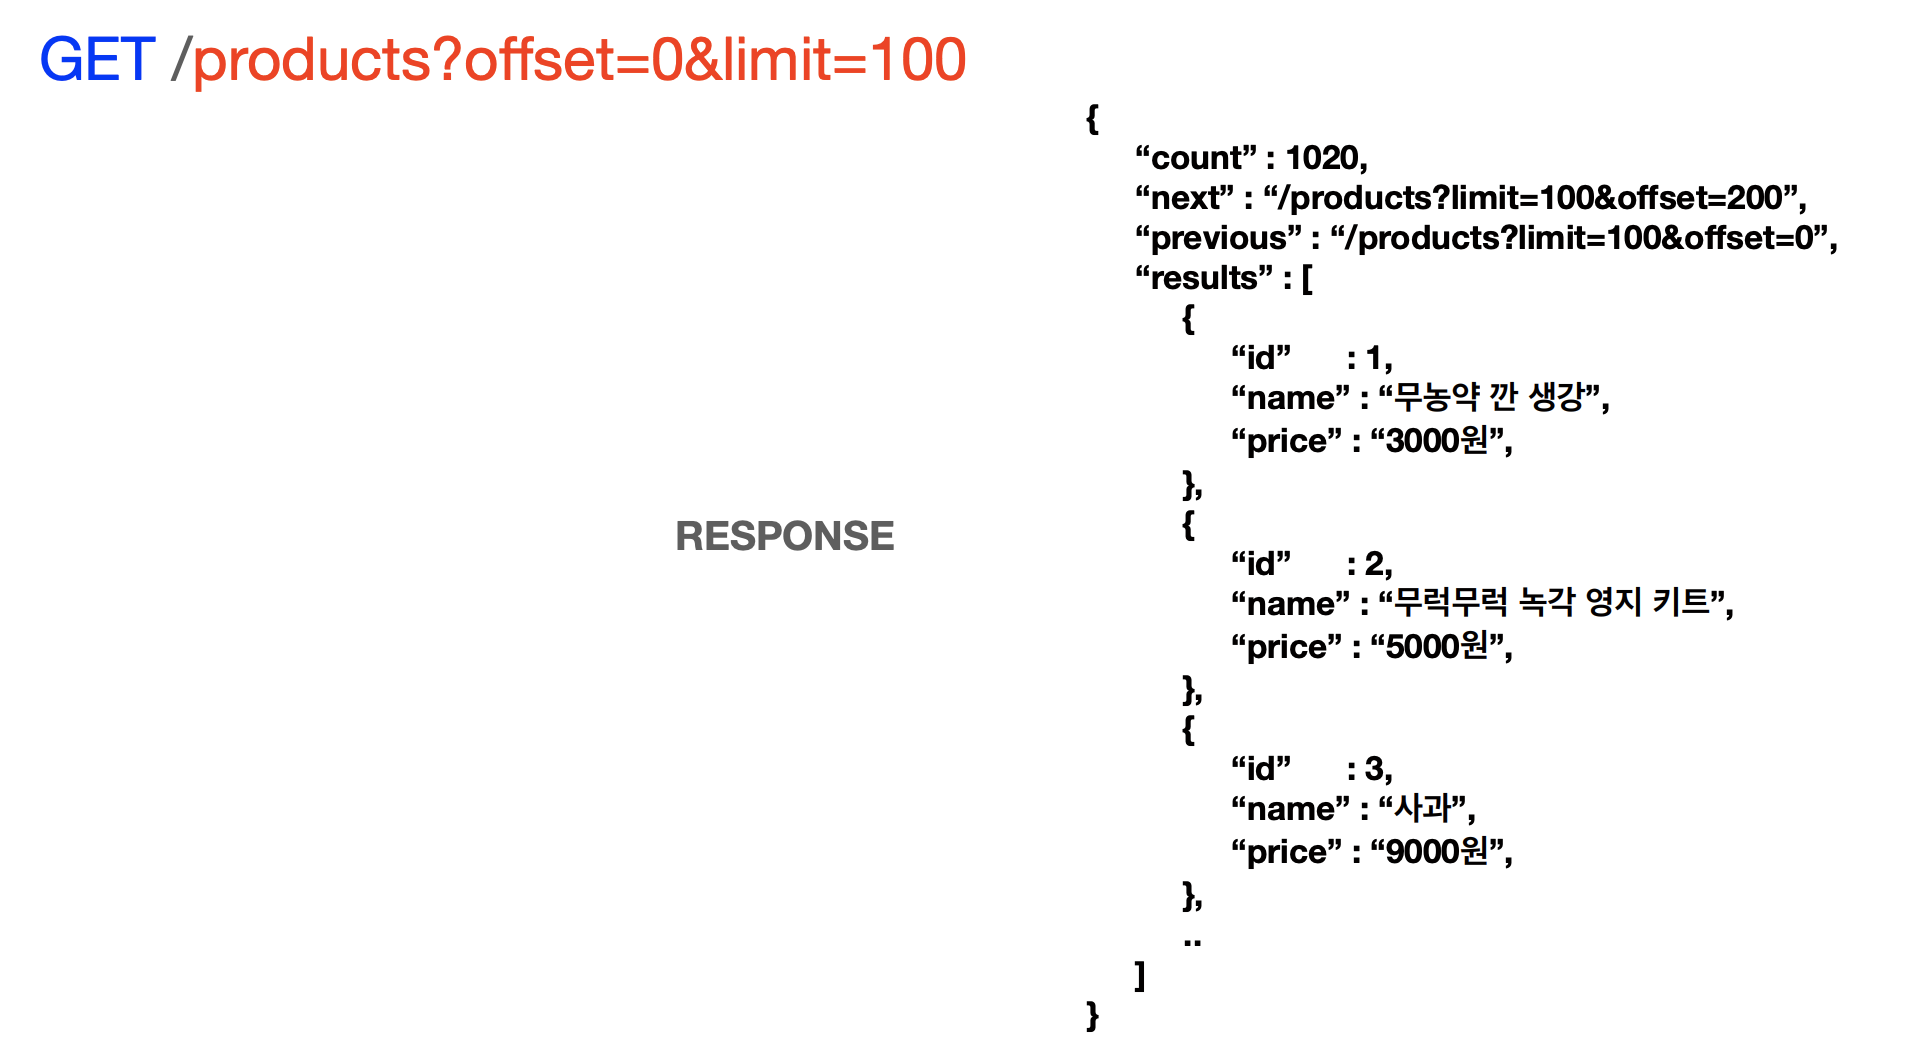 GET /products?offset=0&limit=100
{
“count” : 1020,
“next” : “/products?limit=100&offset=200”,
“previous” : “/products?limit=100&offset=0”,
“results” : [
{
“id” : 1,
“name” : “무농약 깐 생강”,
“price” : “3000원”,
},
{
RESPONSE
“id” : 2,
“name” : “무럭무럭 녹각 영지 키트”,
“price” : “5000원”,
},
{
“id” : 3,
“name” : “사과”,
“price” : “9000원”,
},
..
]
}